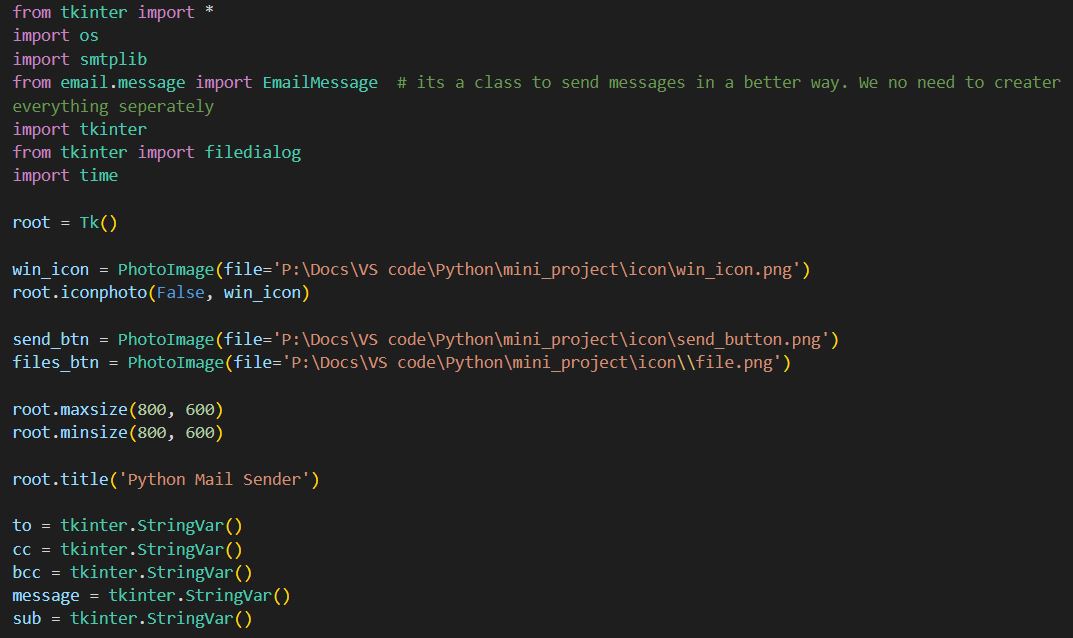 from tkinter import *
import os
import smtplib
from email.message import EmailMessage  # its a class to send messages in a better way. We no need to creater
everything seperately
import tkinter
from tkinter import filedialog
import time
root = Tk()
win_icon = PhotoImage(file='P:\Docs\VS code\Python\mini_project\icon\win_icon.png')
root.iconphoto(False, win_icon)
send_btn = PhotoImage(file='P:\Docs\VS code\Python\mini_project\icon\send_button.png')
files_btn = PhotoImage(file='P:\Docs\VS code\Python\mini_project\icon\\file.png')
root.maxsize(800, 600)
root.minsize(800, 600)
root.title('Python Mail Sender')
to = tkinter.StringVar()
cc = tkinter.StringVar()
bcc = tkinter.StringVar()
message = tkinter.StringVar()
sub = tkinter.StringVar()